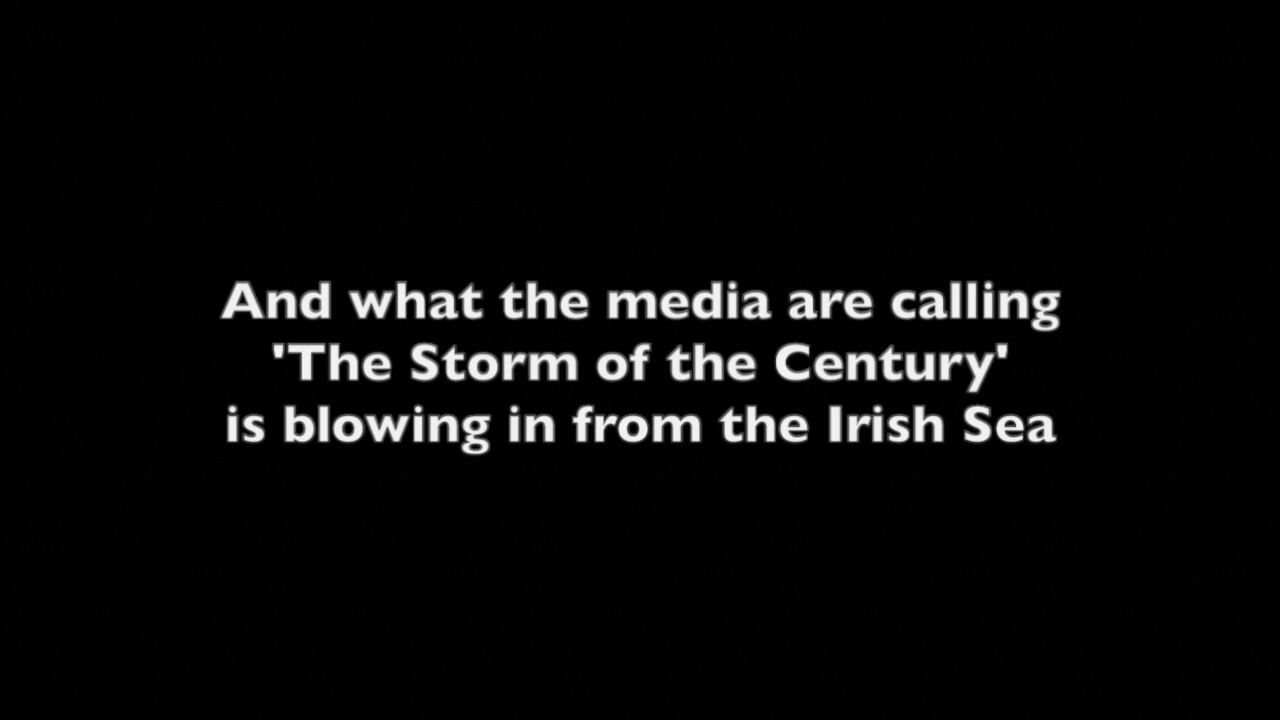 And what the media are calling
'The Storm of the Century'
is blowing in from the Irish Sea